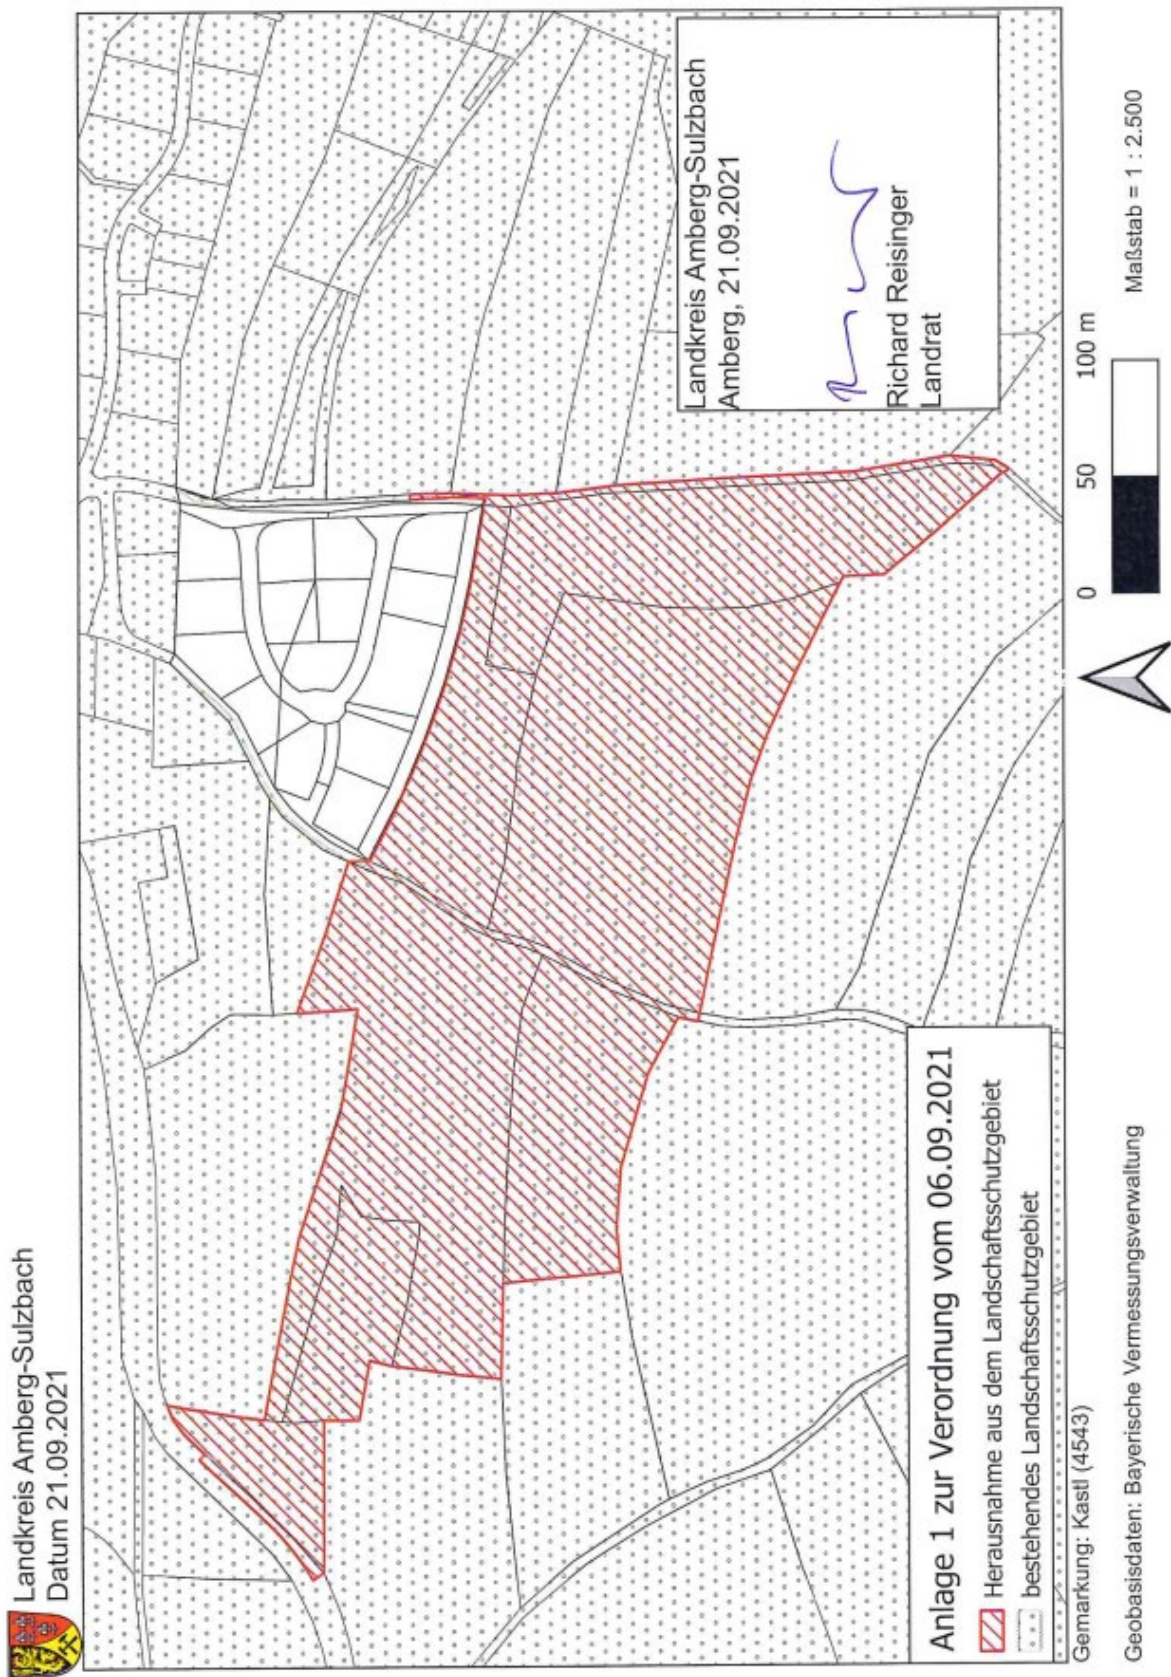 Landkreis Amberg-Sulzbach
Datum 21.09.2021
Landkreis Amberg-Sulzbach
Amberg, 21.09.2021
Richard Reisinger
Landrat
Anlage 1 zur Verordnung vom 06.09.2021
Herausnahme aus dem Landschaftsschutzgebiet
bestehendes Landschaftsschutzgebiet
Gemarkung: Kastl (4543)
Geobasisdaten: Bayerische Vermessungsverwaltung
0 50 100 m
Maßstab = 1 : 2.500